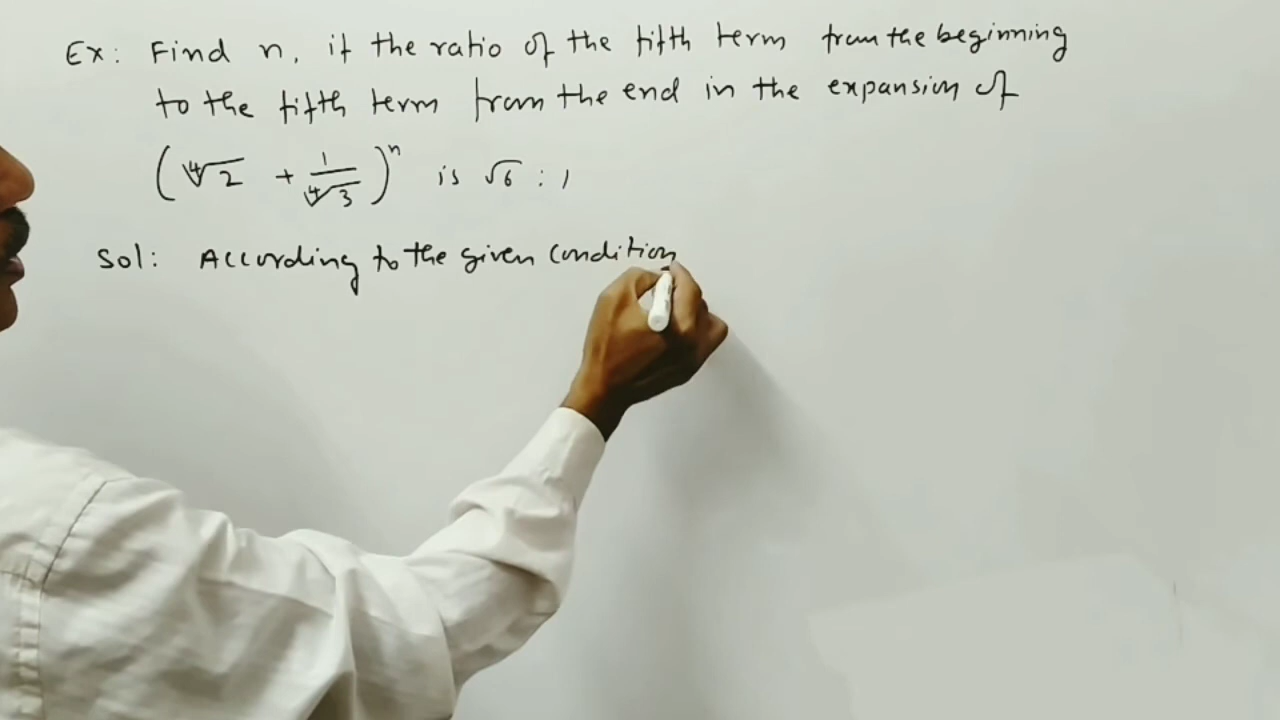 Ex: Find n, if the ratio of the fifth term from the beginning
to the fifth term from the end in the expansion of
(∜2 + 1/∜3)ⁿ is √6 : 1
Sol: According to the given condition